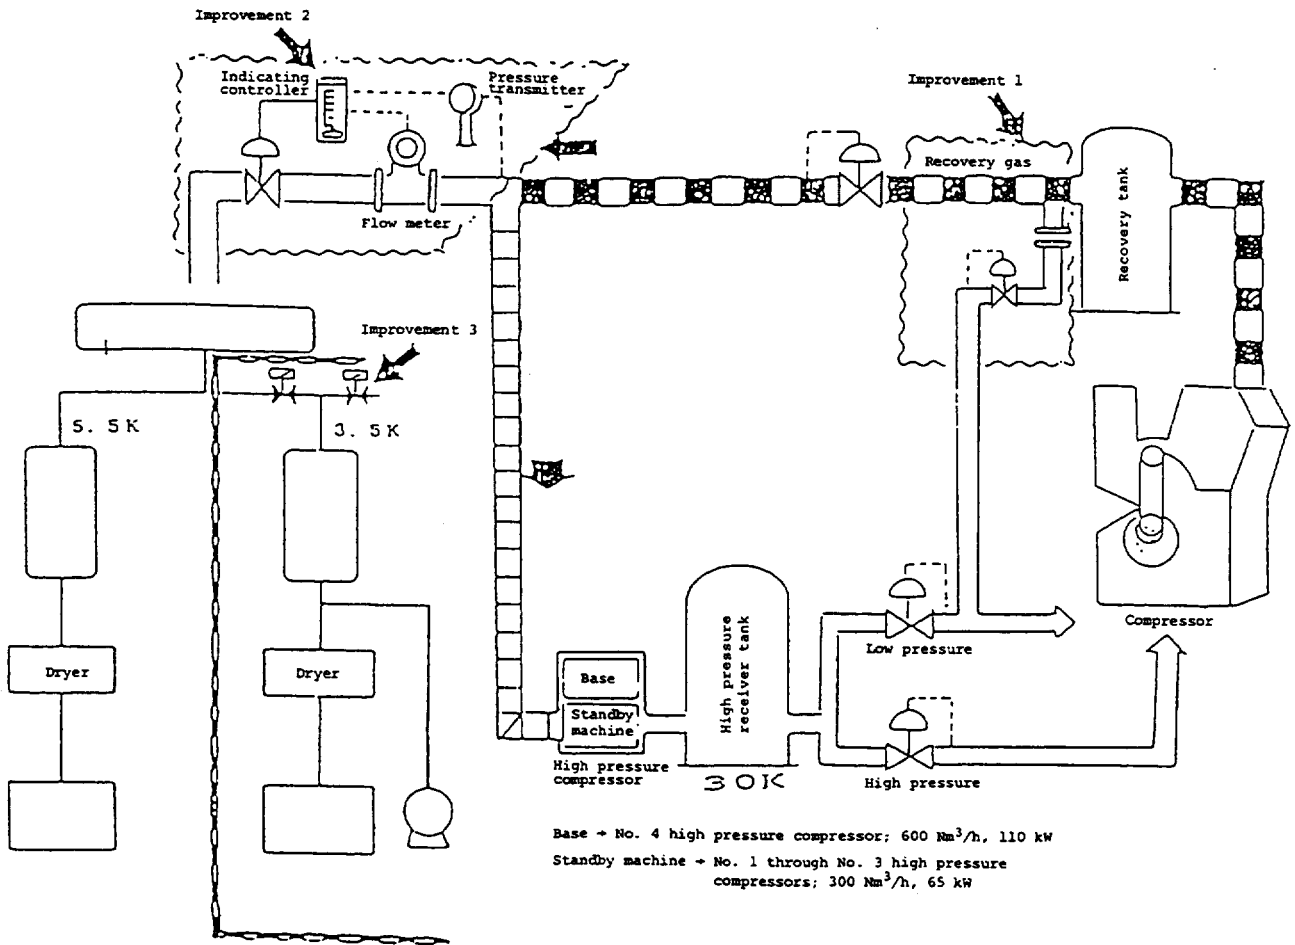 Improvement 2
Indicating
controller
Pressure
transmitter
Improvement 1
Recovery gas
Recovery tank
Flow meter
Improvement 3
5.5K
3.5K
Dryer
Dryer
Base
Standby
machine
High pressure
compressor
High pressure
receiver tank
30K
Low pressure
High pressure
Compressor
Base → No. 4 high pressure compressor; 600 Nm³/h, 110 kW
Standby machine → No. 1 through No. 3 high pressure
compressors; 300 Nm³/h, 65 kW